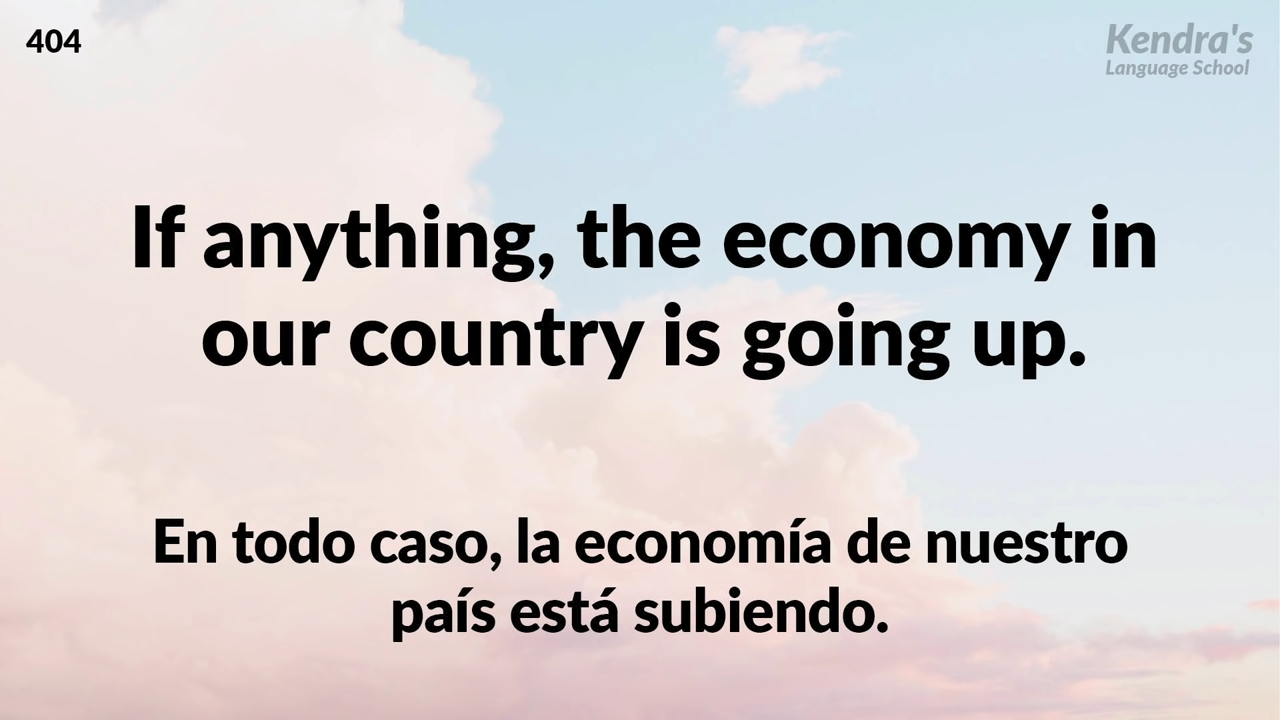 404
Kendra's
Language School
If anything, the economy in
our country is going up.
En todo caso, la economía de nuestro
país está subiendo.